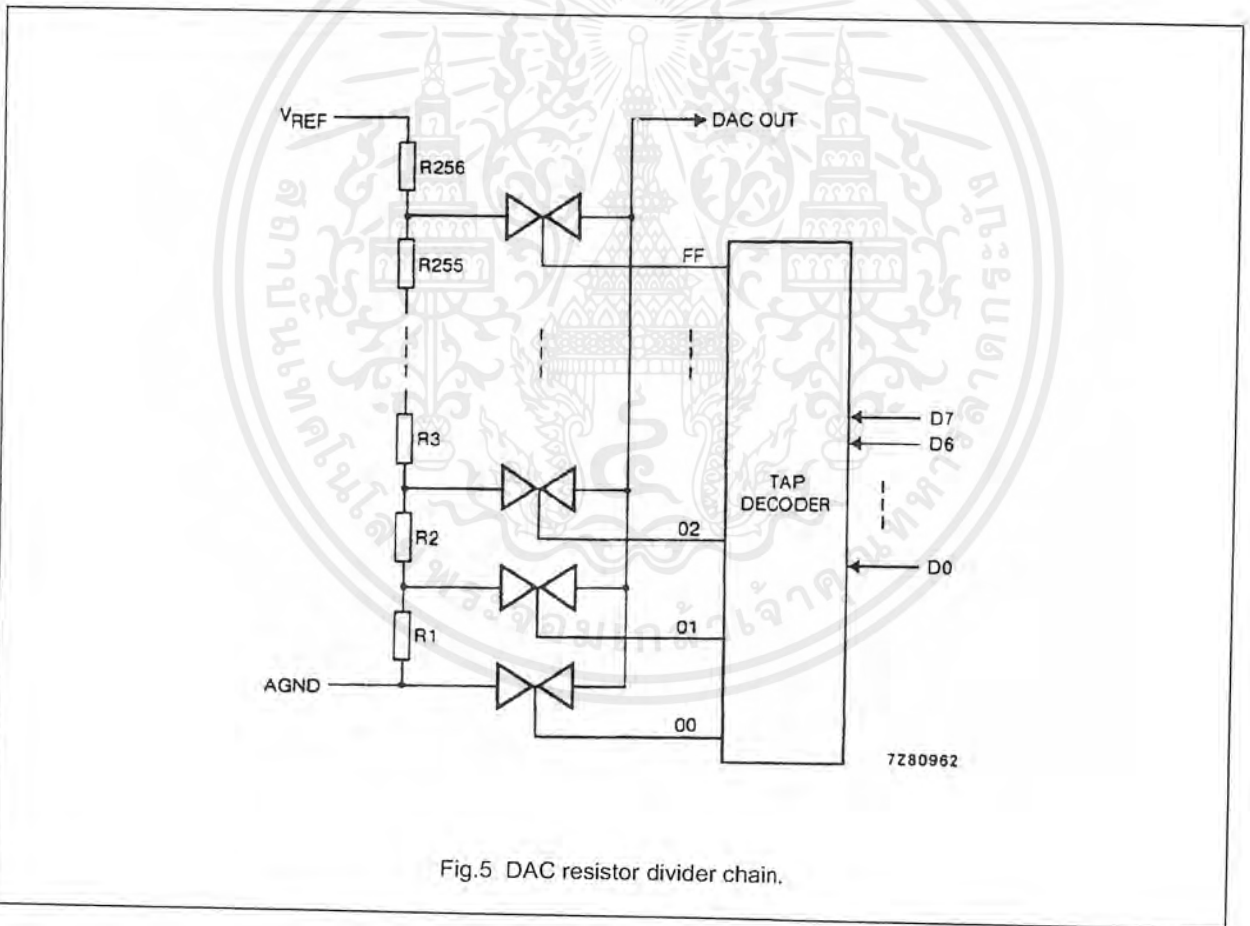 VREF
DAC OUT
R256
FF
R255
D7
D6
R3
TAP
DECODER
02
R2
D0
01
R1
AGND
00
7Z80962
Fig.5 DAC resistor divider chain.